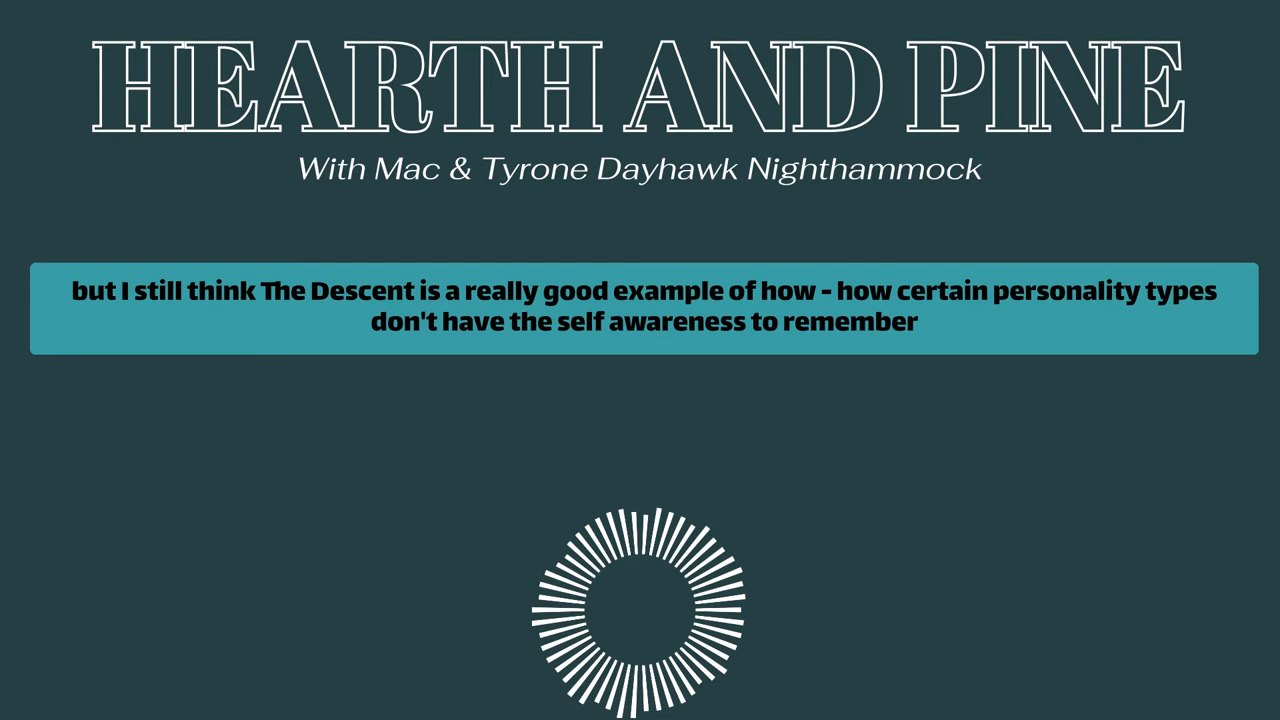 HEARTH AND PINE
With Mac & Tyrone Dayhawk Nighthammock
but I still think The Descent is a really good example of how - how certain personality types
don't have the self awareness to remember